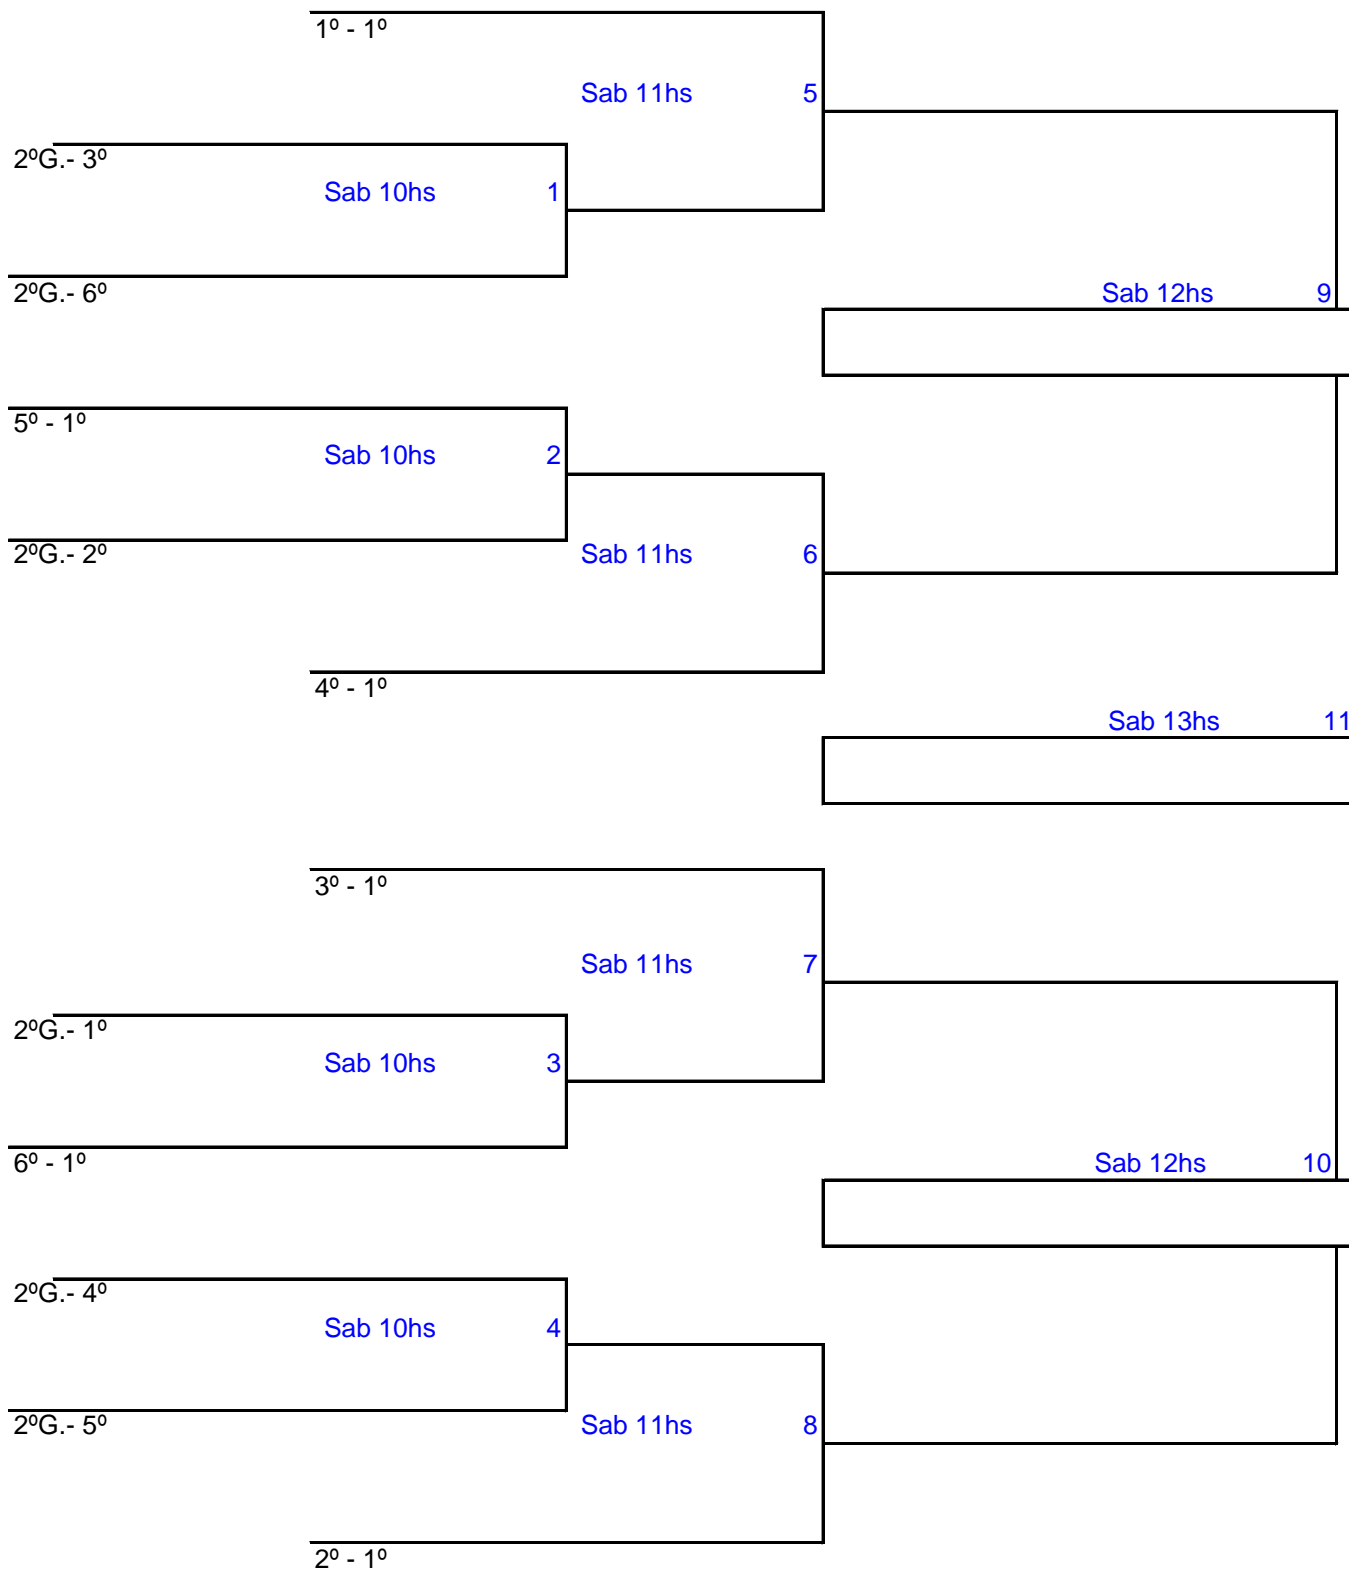 1º - 1º
Sab 11hs 5
2ºG.- 3º
Sab 10hs 1
2ºG.- 6º
Sab 12hs 9
5º - 1º
Sab 10hs 2
2ºG.- 2º
Sab 11hs 6
4º - 1º
Sab 13hs 11
3º - 1º
Sab 11hs 7
2ºG.- 1º
Sab 10hs 3
6º - 1º
Sab 12hs 10
2ºG.- 4º
Sab 10hs 4
2ºG.- 5º
Sab 11hs 8
2º - 1º